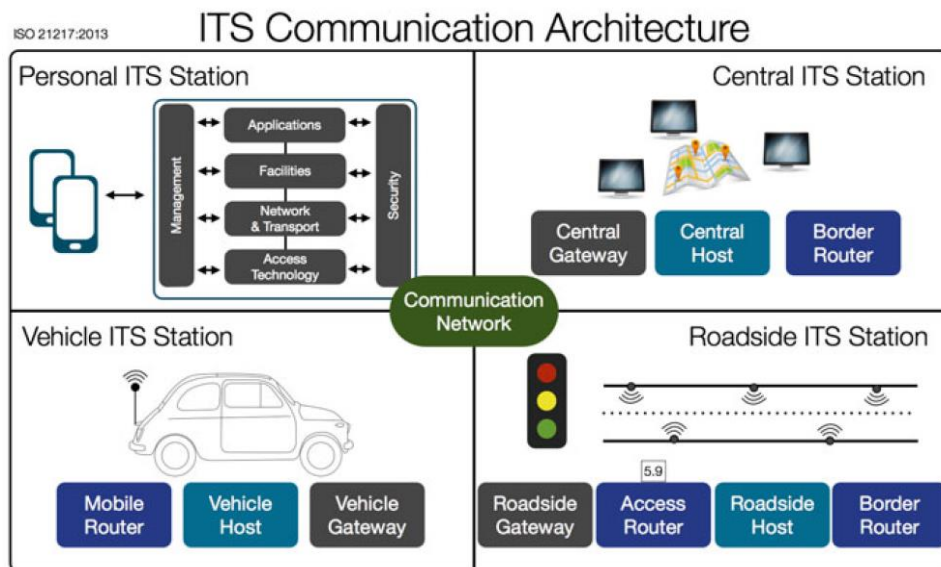 ISO 21217:2013
ITS Communication Architecture
Personal ITS Station
Management
Applications
Facilities
Network
& Transport
Access
Technology
Security
Central ITS Station
Central
Gateway
Central
Host
Border
Router
Communication
Network
Vehicle ITS Station
Mobile
Router
Vehicle
Host
Vehicle
Gateway
Roadside ITS Station
5.9
Roadside
Gateway
Access
Router
Roadside
Host
Border
Router